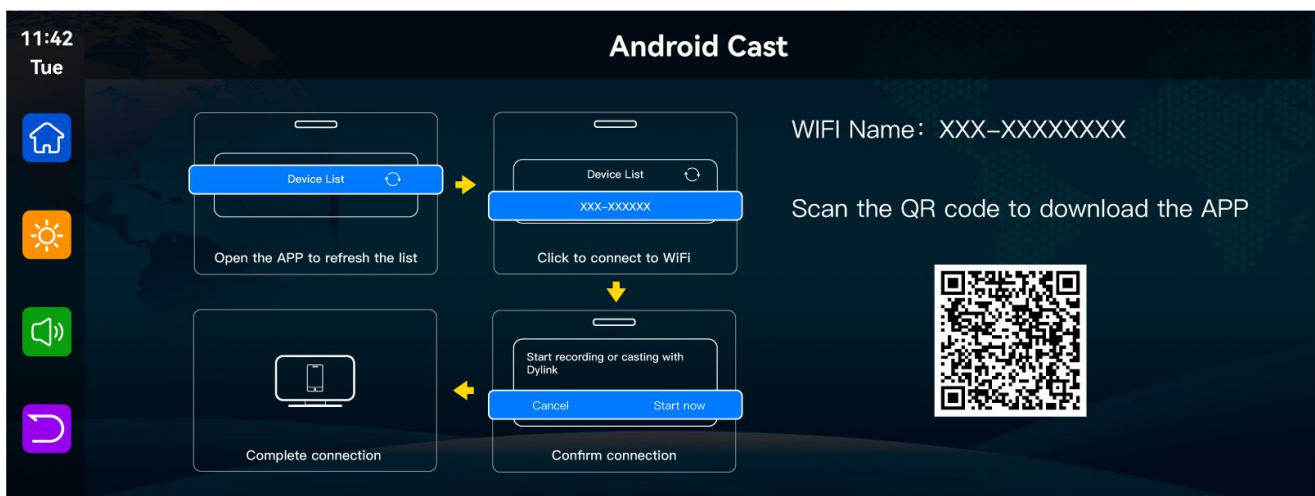 11:42
Tue
Android Cast
Device List
Open the APP to refresh the list
Device List
XXX-XXXXXX
Click to connect to WiFi
Start recording or casting with
Dylink
Cancel Start now
Confirm connection
Complete connection
WIFI Name：XXX-XXXXXXXX
Scan the QR code to download the APP